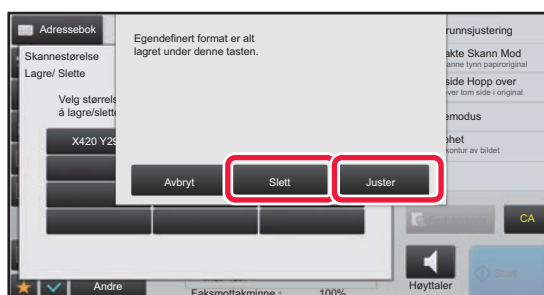 Adressebok
Skannestørelse
Lagre/ Slette
Velg størrels
å lagre/slett
X420 Y29
Egendefinert format er alt
lagret under denne tasten.
Avbryt
Slett
Juster
runnsjustering
akte Skann Mod
anne tynn papiroriginal
side Hopp over
ver tom side i original
emodus
phet
kontur av bildet
CA
Start
Høyttaler
Andre
Faksmottakminne :
100%